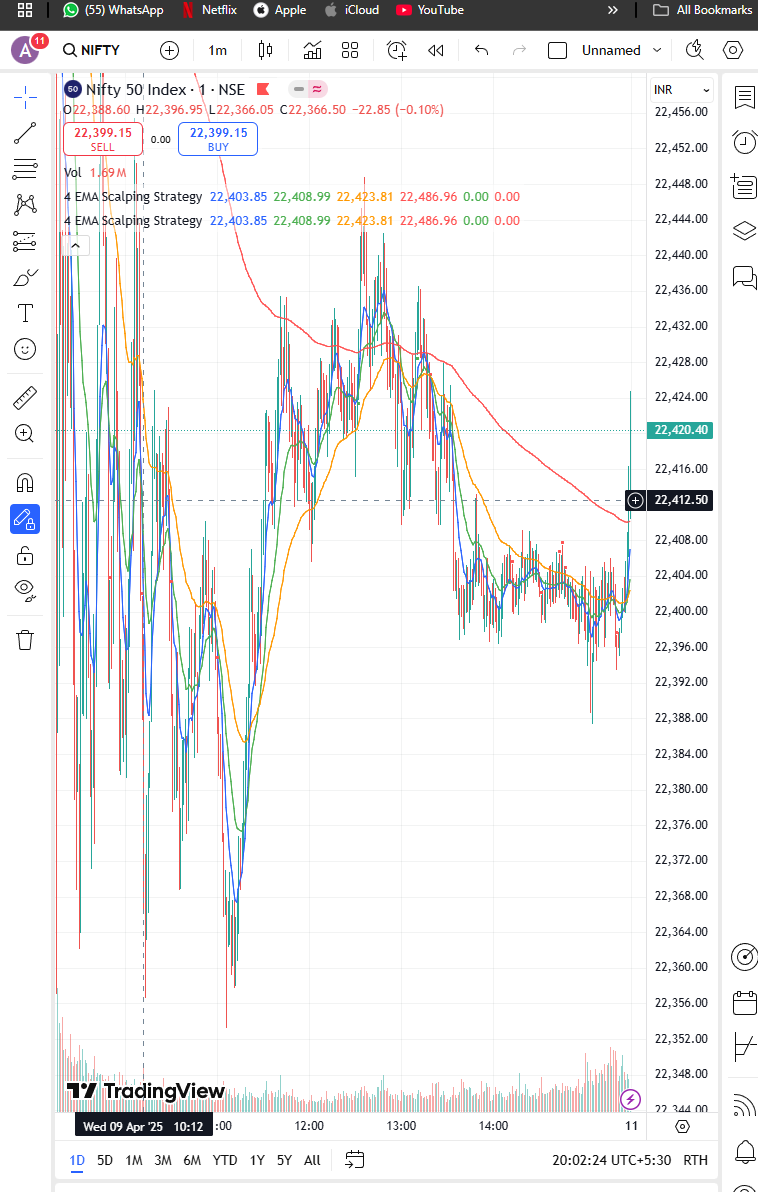 (55) WhatsApp Netflix Apple iCloud YouTube » All Bookmarks
A 11 NIFTY 1m Unnamed
50 Nifty 50 Index · 1 · NSE
O22,388.60 H22,396.95 L22,366.05 C22,366.50 −22.85 (−0.10%)
22,399.15 SELL
0.00
22,399.15 BUY
Vol 1.69 M
4 EMA Scalping Strategy 22,403.85 22,408.99 22,423.81 22,486.96 0.00 0.00
4 EMA Scalping Strategy 22,403.85 22,408.99 22,423.81 22,486.96 0.00 0.00
INR
22,456.00
22,452.00
22,448.00
22,444.00
22,440.00
22,436.00
22,432.00
22,428.00
22,424.00
22,420.40
22,416.00
22,412.50
22,408.00
22,404.00
22,400.00
22,396.00
22,392.00
22,388.00
22,384.00
22,380.00
22,376.00
22,372.00
22,368.00
22,364.00
22,360.00
22,356.00
22,352.00
22,348.00
22,344.00
TradingView
Wed 09 Apr '25 10:12 :00 12:00 13:00 14:00 11
1D 5D 1M 3M 6M YTD 1Y 5Y All 20:02:24 UTC+5:30 RTH